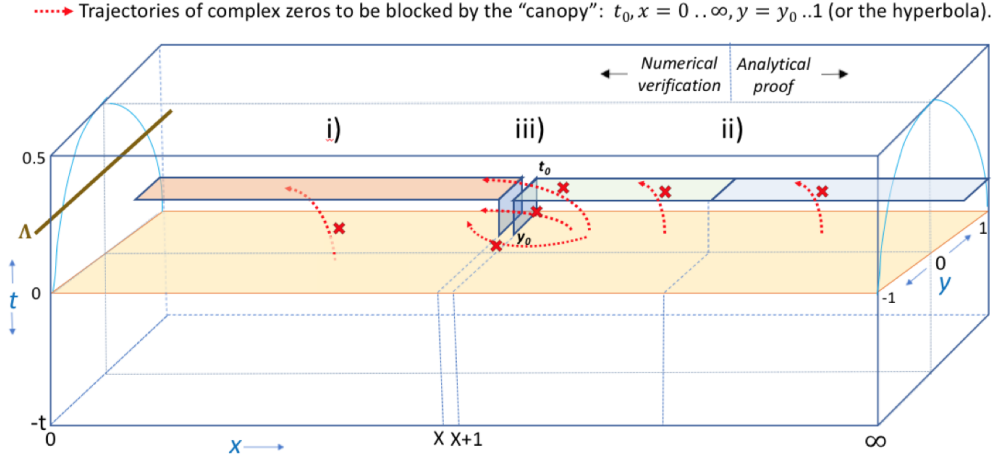 Trajectories of complex zeros to be blocked by the “canopy”: t₀, x = 0 .. ∞, y = y₀ ..1 (or the hyperbola).
Numerical verification
Analytical proof
i)
iii)
ii)
0.5
t₀
Λ
y₀
1
0
y
-1
t
0
-t
0
x
X X+1
∞